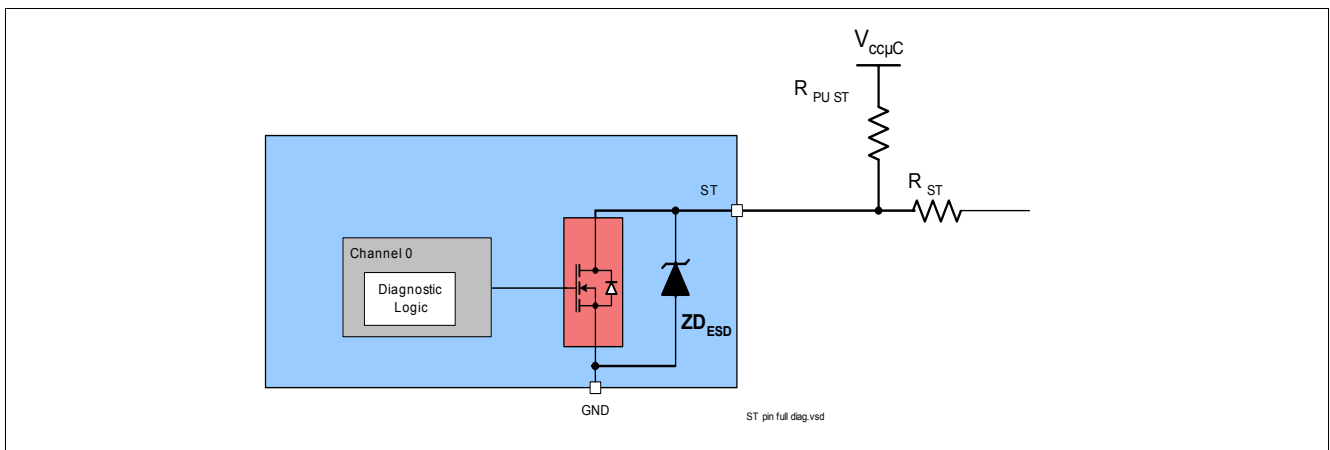 VccµC
R PU ST
R ST
ST
Channel 0
Diagnostic
Logic
ZDESD
GND
ST pin full diag.vsd